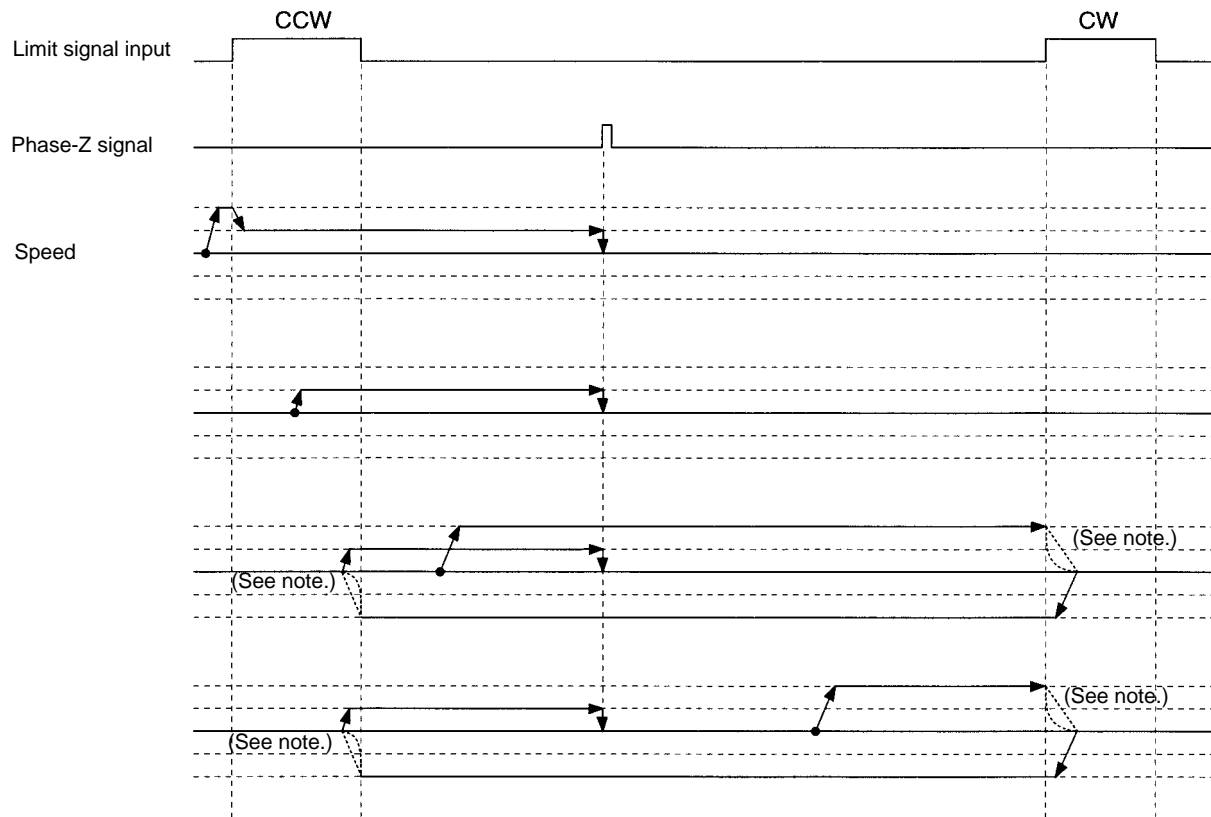 CCW
CW
Limit signal input
Phase-Z signal
Speed
(See note.)
(See note.)
(See note.)
(See note.)